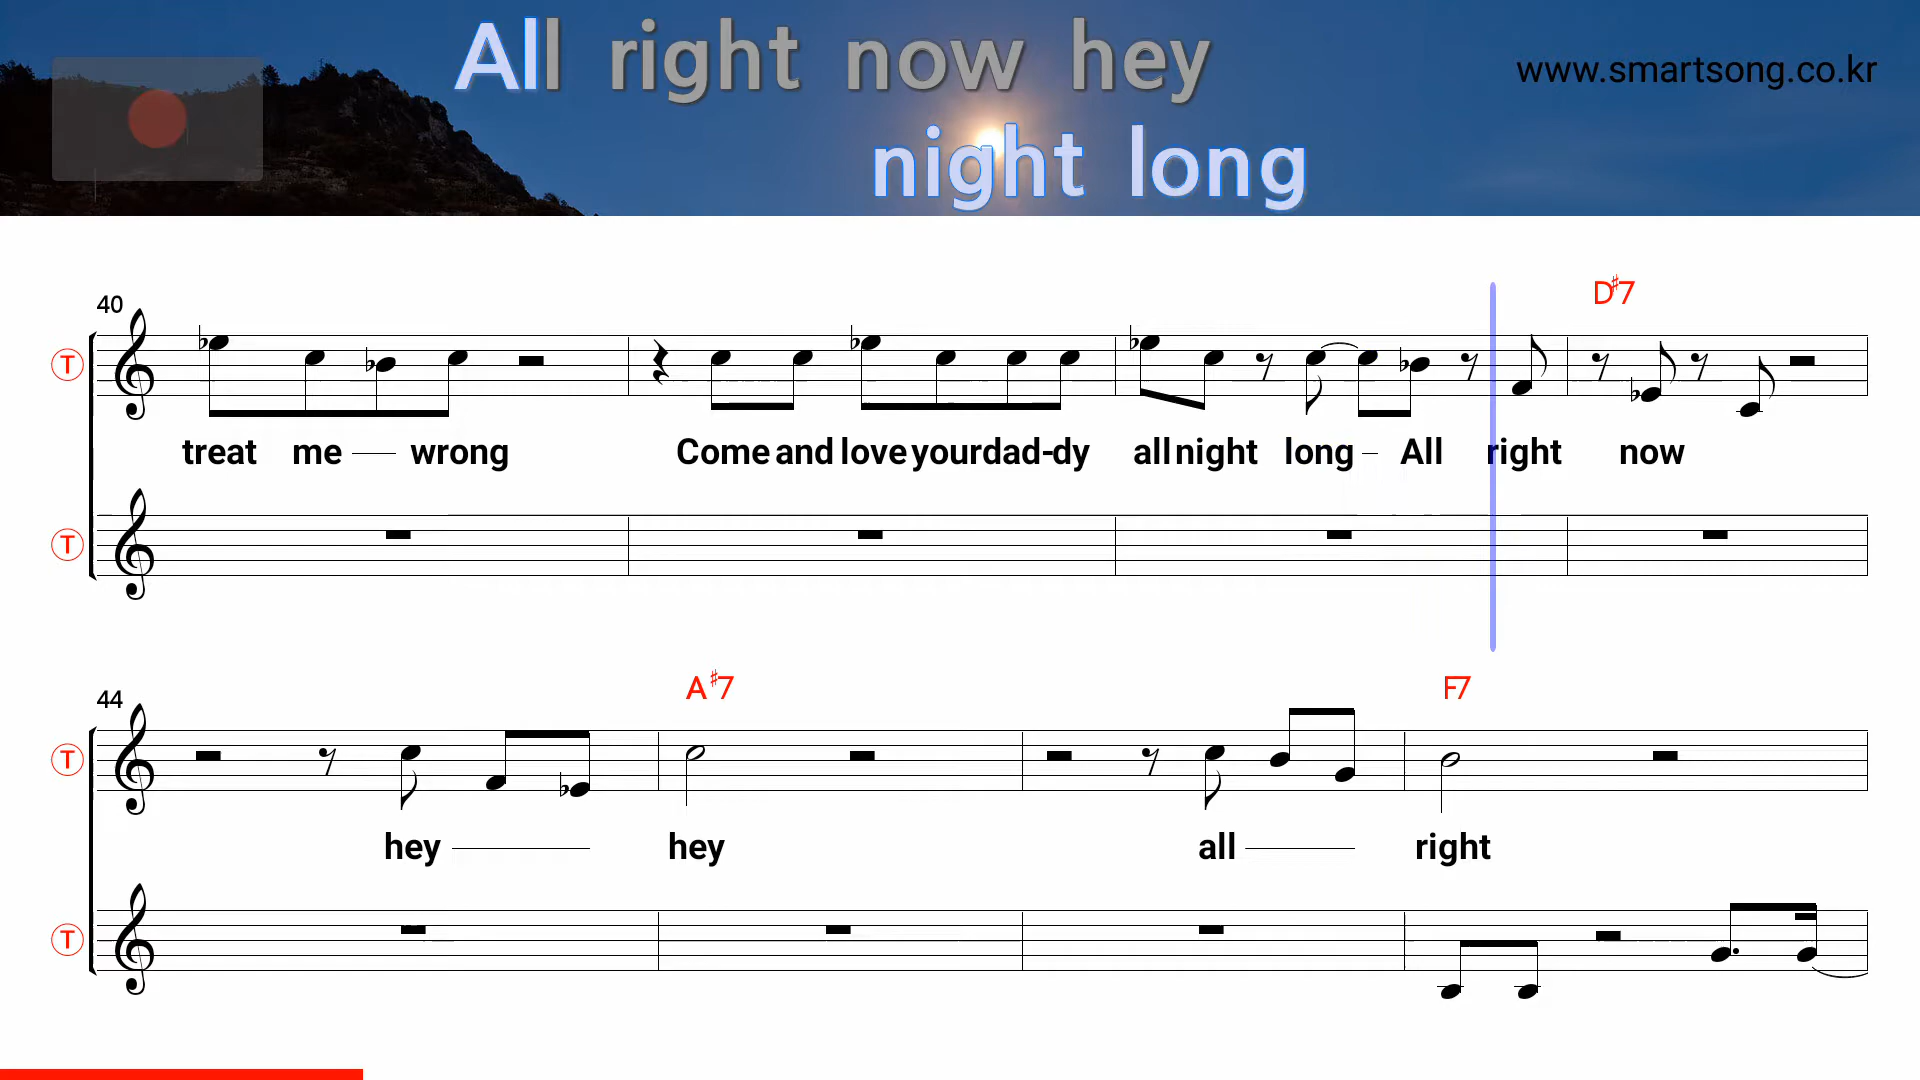 All right now hey
www.smartsong.co.kr
night long
40
D#7
T
treat me wrong Come and love your dad-dy all night long All right now
T
44
A#7
F7
T
hey hey all right
T